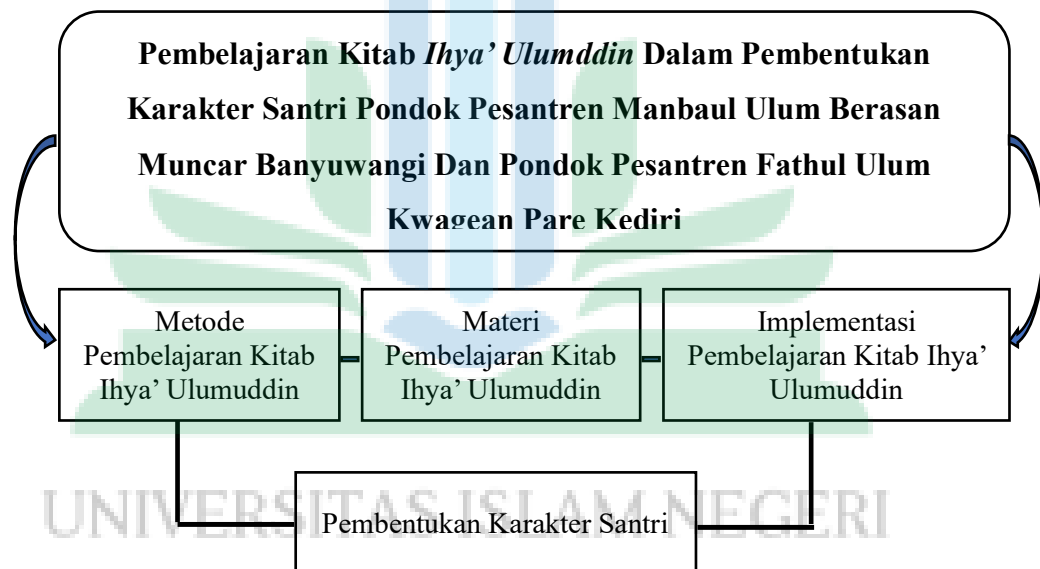 Pembelajaran Kitab Ihya' Ulumddin Dalam Pembentukan
Karakter Santri Pondok Pesantren Manbaul Ulum Berasan
Muncar Banyuwangi Dan Pondok Pesantren Fathul Ulum
Kwagean Pare Kediri
Metode
Pembelajaran Kitab
Ihya’ Ulumuddin
Materi
Pembelajaran Kitab
Ihya’ Ulumuddin
Implementasi
Pembelajaran Kitab Ihya’
Ulumuddin
Pembentukan Karakter Santri
UNIVERSITAS ISLAM NEGERI